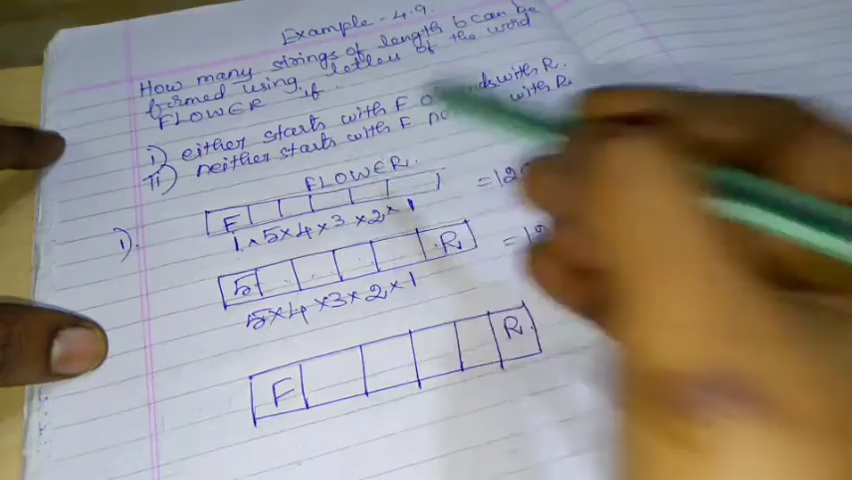 Example - 4.9.
How many strings of length 6 can be
formed using letters of the word
FLOWER if
i) either starts with F or ends with R.
ii) neither starts with F nor with R.
FLOWER.
i). F
1 × 5 × 4 × 3 × 2 × 1 = 120
5 R
5 × 4 × 3 × 2 × 1
F R